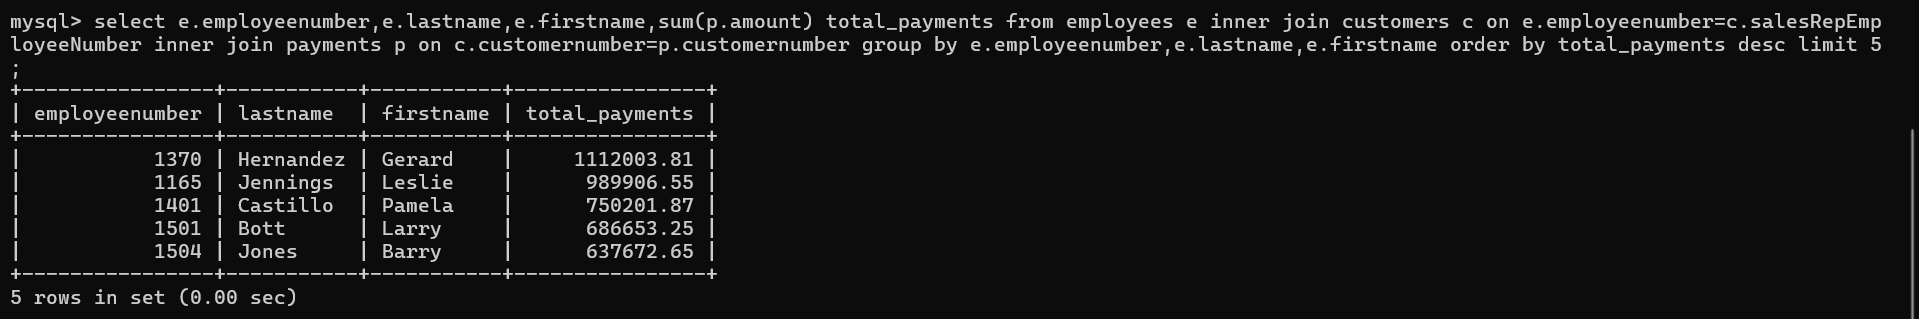 mysql> select e.employeenumber,e.lastname,e.firstname,sum(p.amount) total_payments from employees e inner join customers c on e.employeenumber=c.salesRepEmp
loyeeNumber inner join payments p on c.customernumber=p.customernumber group by e.employeenumber,e.lastname,e.firstname order by total_payments desc limit 5
;
+----------------+-----------+-----------+----------------+
| employeenumber | lastname  | firstname | total_payments |
+----------------+-----------+-----------+----------------+
|           1370 | Hernandez | Gerard    |     1112003.81 |
|           1165 | Jennings  | Leslie    |      989906.55 |
|           1401 | Castillo  | Pamela    |      750201.87 |
|           1501 | Bott      | Larry     |      686653.25 |
|           1504 | Jones     | Barry     |      637672.65 |
+----------------+-----------+-----------+----------------+
5 rows in set (0.00 sec)